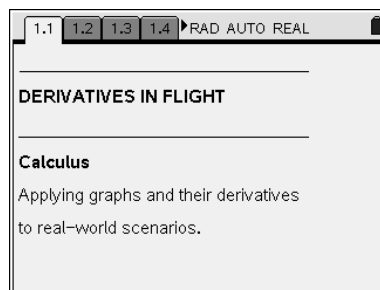 1.1 1.2 1.3 1.4 RAD AUTO REAL
DERIVATIVES IN FLIGHT
Calculus
Applying graphs and their derivatives
to real-world scenarios.